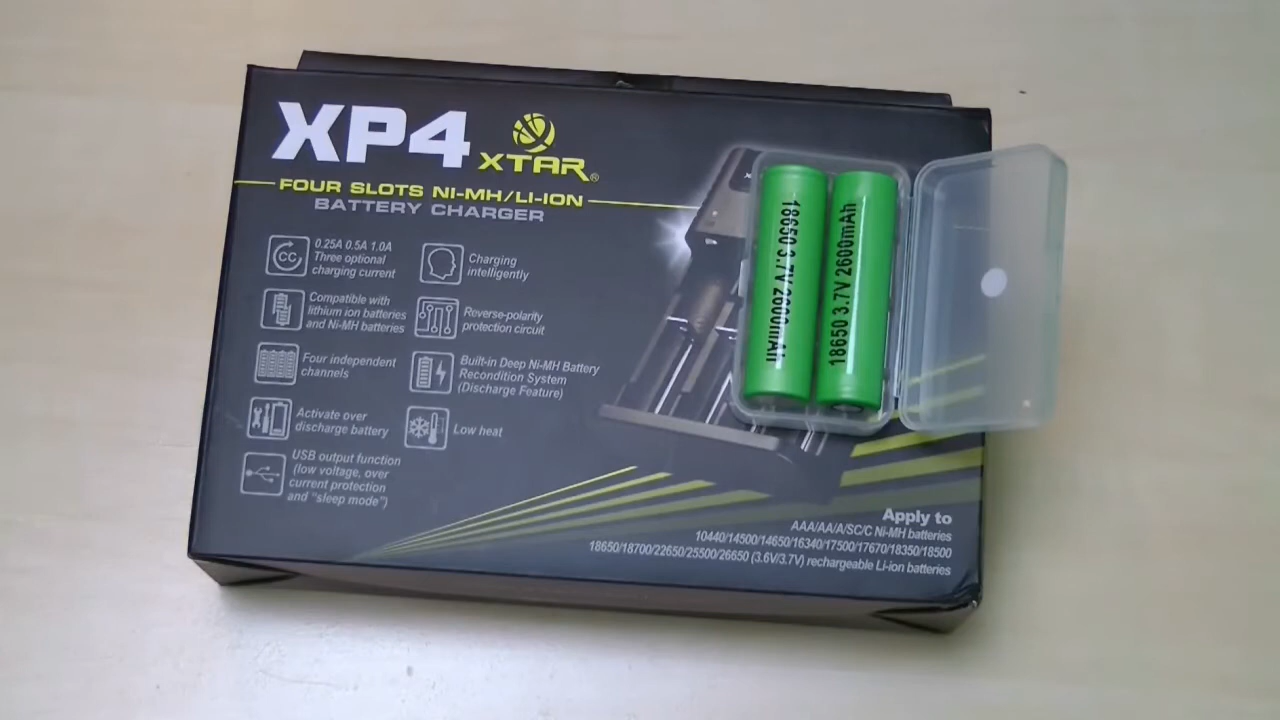 XP4 XTAR®
FOUR SLOTS NI-MH/LI-ION
BATTERY CHARGER
0.25A 0.5A 1.0A
Three optional
charging current
CC
Compatible with
lithium ion batteries
and Ni-MH batteries
Four independent
channels
Activate over
discharge battery
USB output function
(low voltage, over
current protection
and "sleep mode")
Charging
intelligently
Reverse-polarity
protection circuit
Built-in Deep Ni-MH Battery
Recondition System
(Discharge Feature)
Low heat
18650 3.7V 2600mAh
18650 3.7V 2600mAh
Apply to
AAA/AA/A/SC/C Ni-MH batteries
10440/14500/14650/16340/17500/17670/18350/18500
18650/18700/22650/25500/26650 (3.6V/3.7V) rechargeable Li-ion batteries